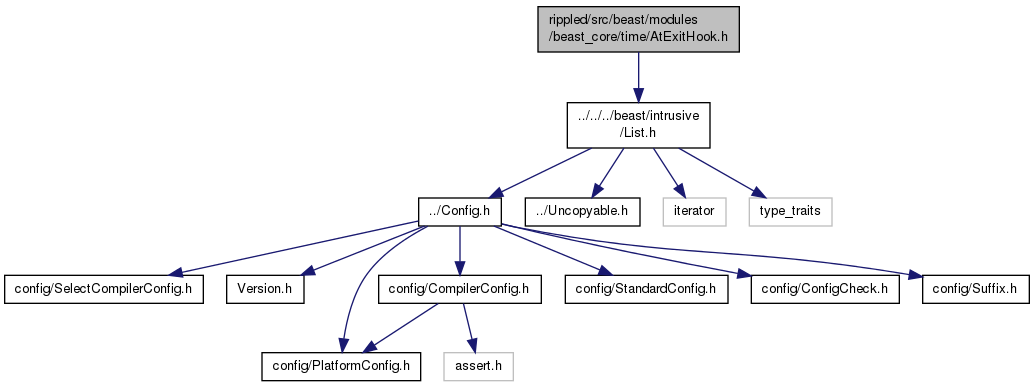 rippled/src/beast/modules
/beast_core/time/AtExitHook.h
../../../beast/intrusive
/List.h
../Config.h
../Uncopyable.h
iterator
type_traits
config/SelectCompilerConfig.h
Version.h
config/CompilerConfig.h
config/StandardConfig.h
config/ConfigCheck.h
config/Suffix.h
config/PlatformConfig.h
assert.h